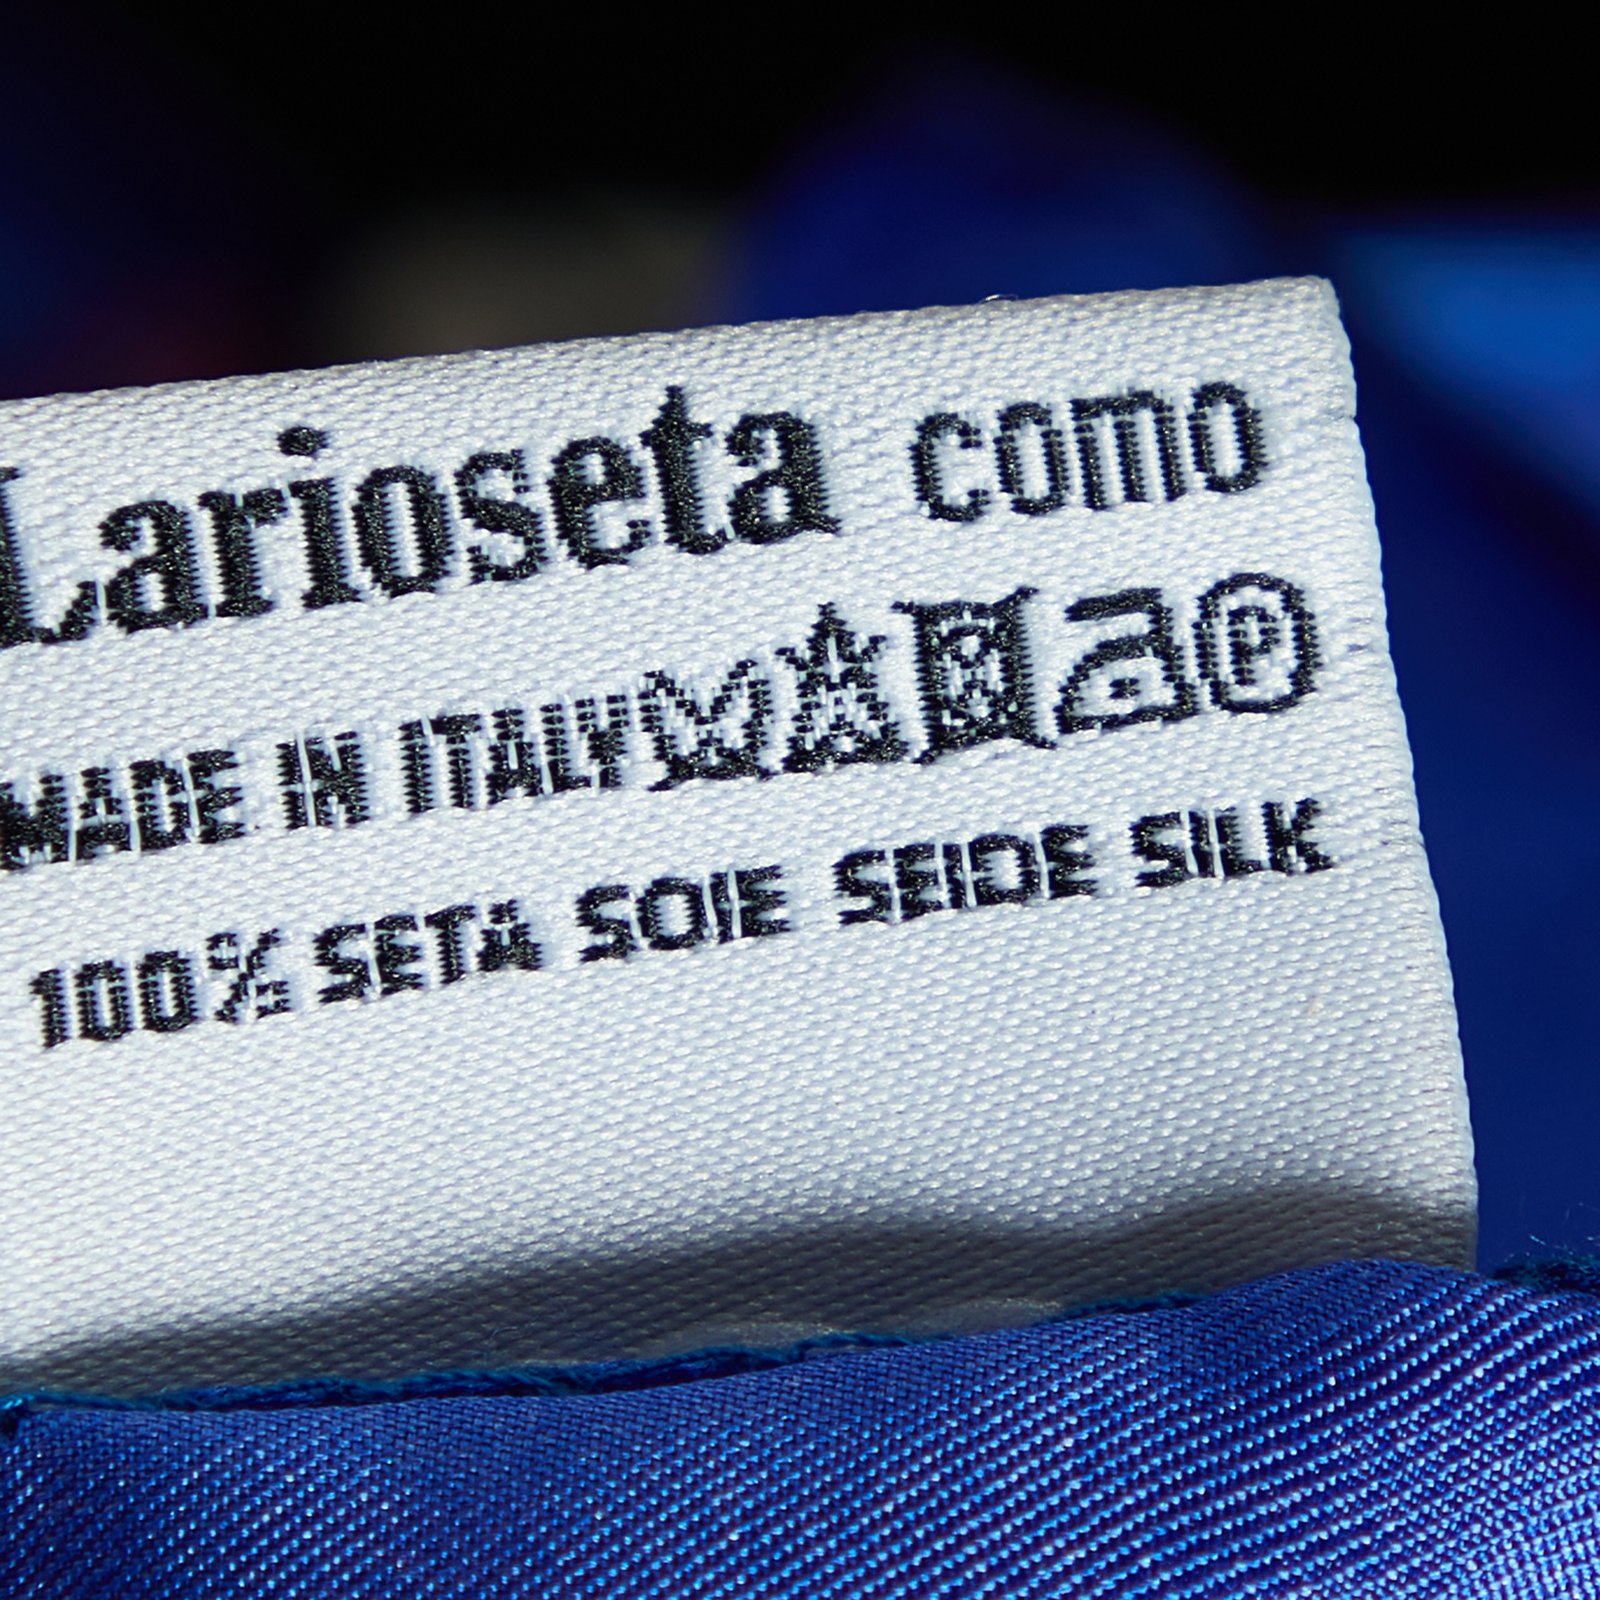 Larioseta como
MADE IN ITALY Ⓟ
100% SETA SOIE SEIDE SILK